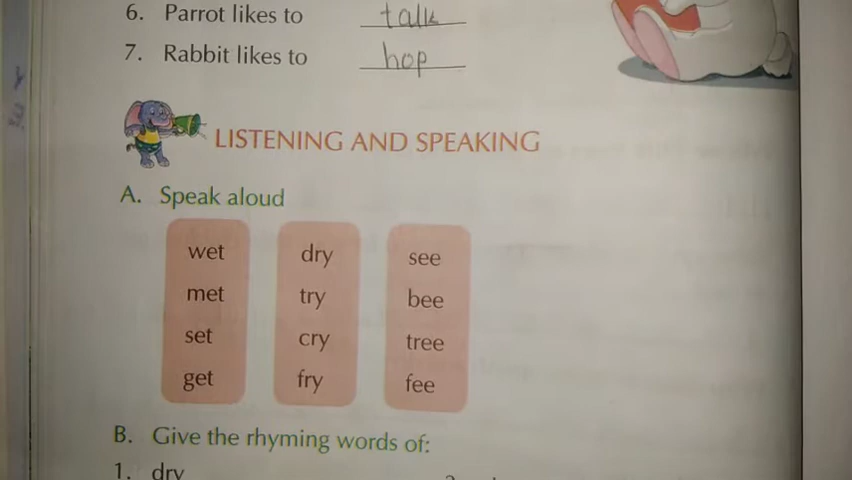 6. Parrot likes to talk
7. Rabbit likes to hop
LISTENING AND SPEAKING
A. Speak aloud
wet dry see
met try bee
set cry tree
get fry fee
B. Give the rhyming words of:
1. dry